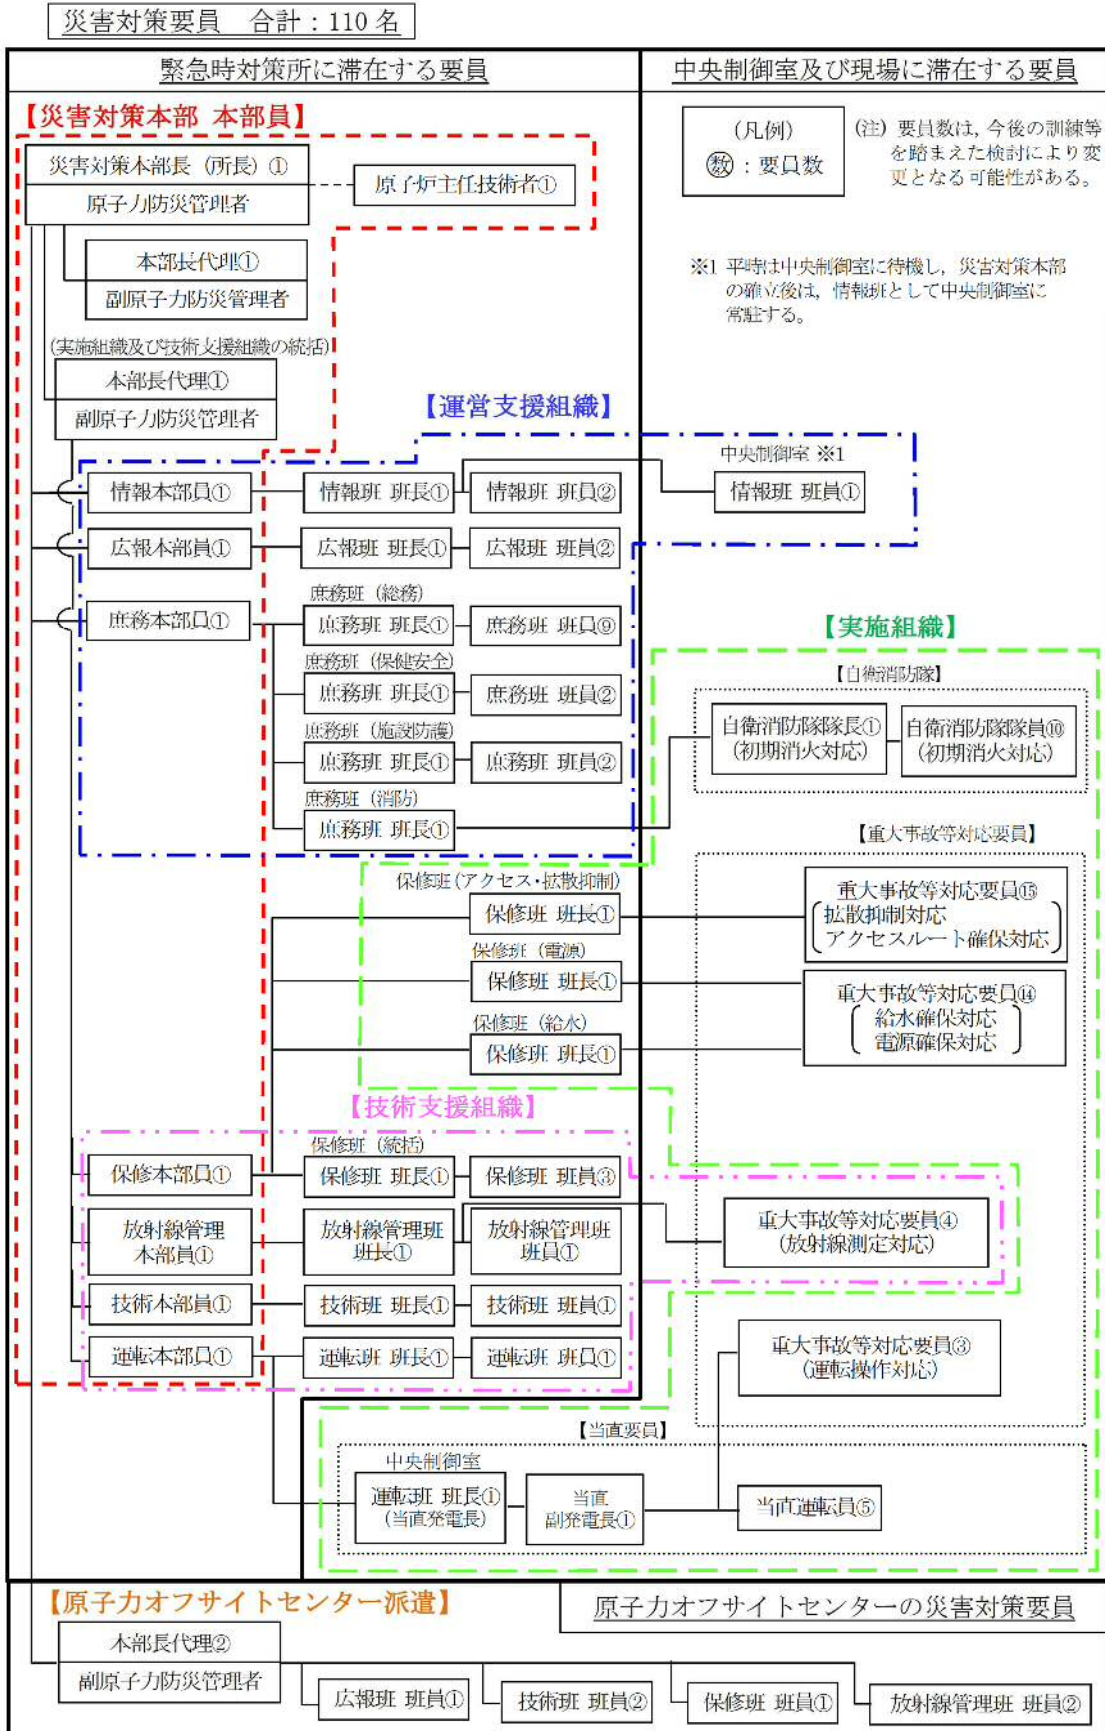 災害対策要員　合計：110 名
緊急時対策所に滞在する要員
中央制御室及び現場に滞在する要員
【災害対策本部 本部員】
災害対策本部長（所長）①
原子力防災管理者
原子炉主任技術者①
(凡例)
㊙数：要員数
(注) 要員数は，今後の訓練等
を踏まえた検討により変
更となる可能性がある。
本部長代理①
副原子力防災管理者
※1 平時は中央制御室に待機し，災害対策本部
の確立後は，情報班として中央制御室に
常駐する。
(実施組織及び技術支援組織の統括)
本部長代理①
副原子力防災管理者
【運営支援組織】
中央制御室 ※1
情報本部員①
情報班 班長①
情報班 班員②
情報班 班員①
広報本部員①
広報班 班長①
広報班 班員②
庶務班（総務）
庶務本部員①
庶務班 班長①
庶務班 班員⑨
庶務班（保健安全）
庶務班 班長①
庶務班 班員②
庶務班（施設防護）
庶務班 班長①
庶務班 班員②
庶務班（消防）
庶務班 班長①
【実施組織】
【自衛消防隊】
自衛消防隊隊長①
(初期消火対応)
自衛消防隊隊員⑩
(初期消火対応)
【重大事故等対応要員】
保修班(アクセス・拡散抑制)
保修班 班長①
重大事故等対応要員⑮
拡散抑制対応
アクセスルート確保対応
保修班（電源）
保修班 班長①
重大事故等対応要員⑭
給水確保対応
電源確保対応
保修班（給水）
保修班 班長①
【技術支援組織】
保修班（統括）
保修本部員①
保修班 班長①
保修班 班員③
放射線管理
本部員①
放射線管理班
班長①
放射線管理班
班員①
重大事故等対応要員④
(放射線測定対応)
技術本部員①
技術班 班長①
技術班 班員①
運転本部員①
運転班 班長①
運転班 班員①
重大事故等対応要員③
(運転操作対応)
【当直要員】
中央制御室
運転班 班長①
(当直発電長)
当直
副発電長①
当直運転員⑤
【原子力オフサイトセンター派遣】
原子力オフサイトセンターの災害対策要員
本部長代理②
副原子力防災管理者
広報班 班員①
技術班 班員②
保修班 班員①
放射線管理班 班員②